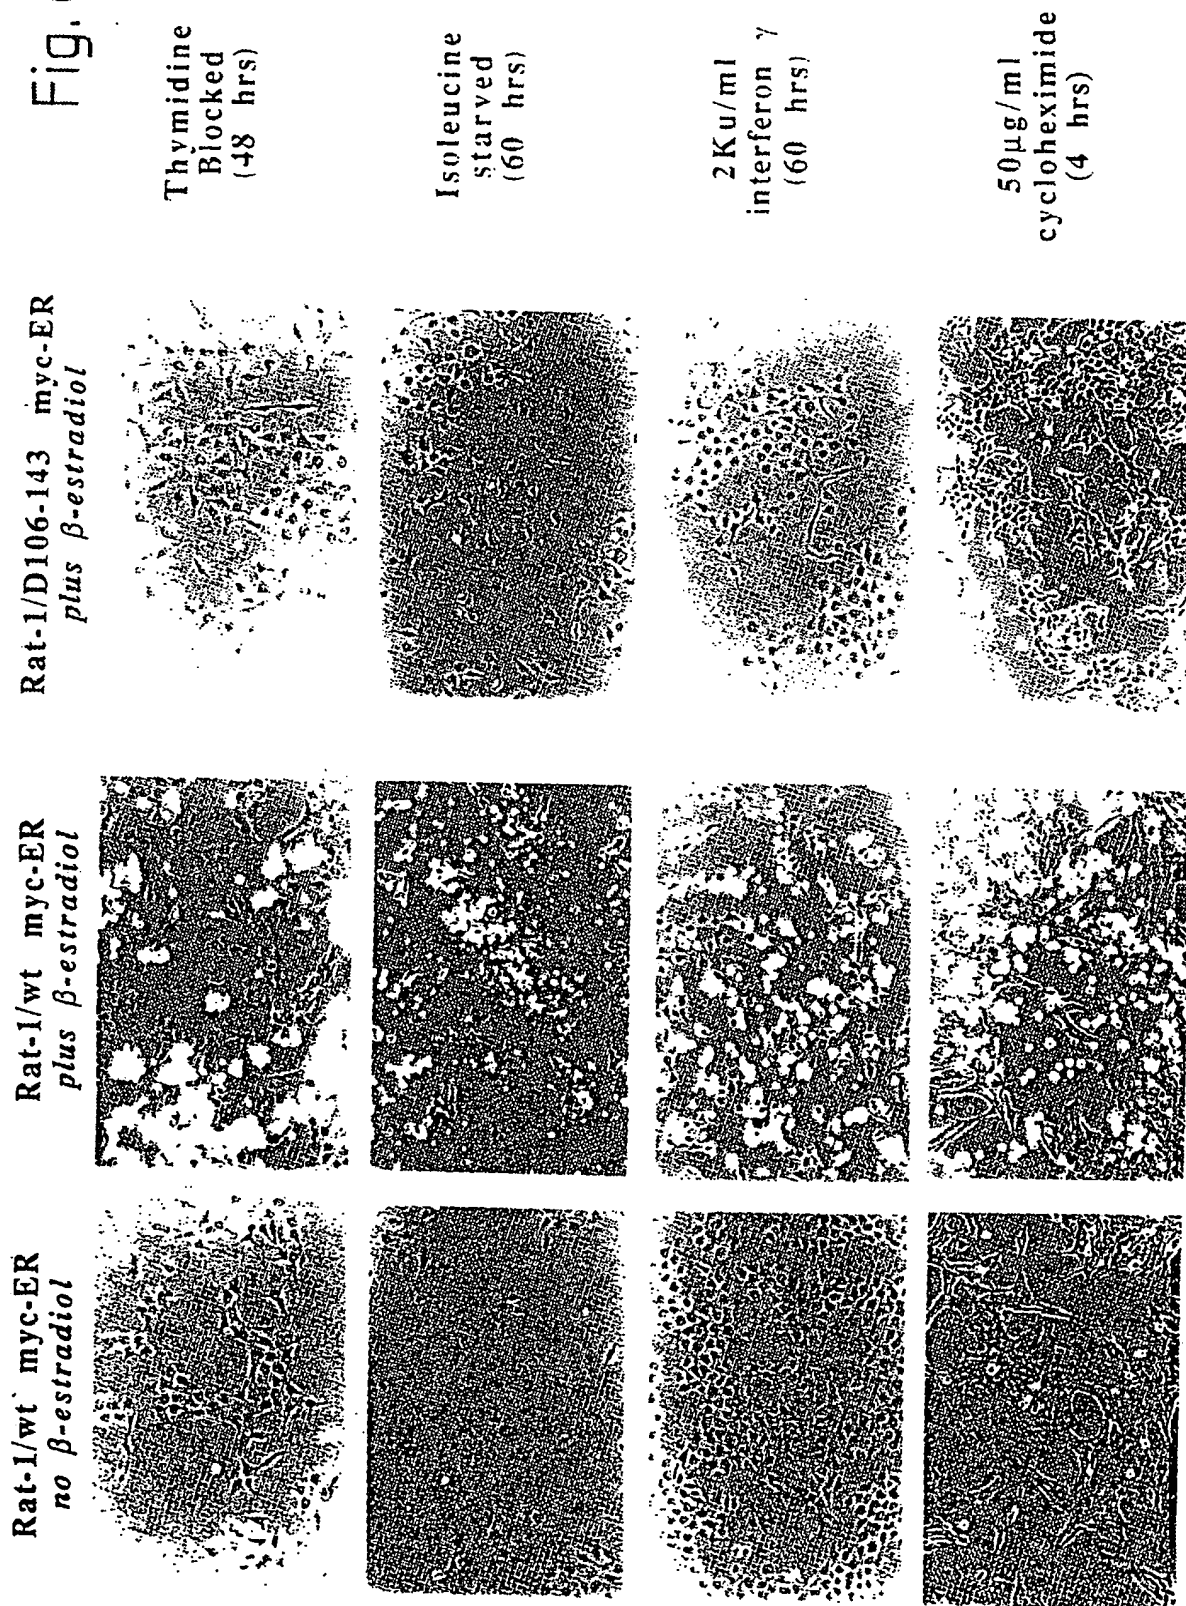 Fig.
Rat-1/wt myc-ER
no β-estradiol
Rat-1/wt myc-ER
plus β-estradiol
Rat-1/D106-143 myc-ER
plus β-estradiol
Thymidine
Blocked
(48 hrs)
Isoleucine
starved
(60 hrs)
2Ku/ml
interferon γ
(60 hrs)
50µg/ml
cycloheximide
(4 hrs)